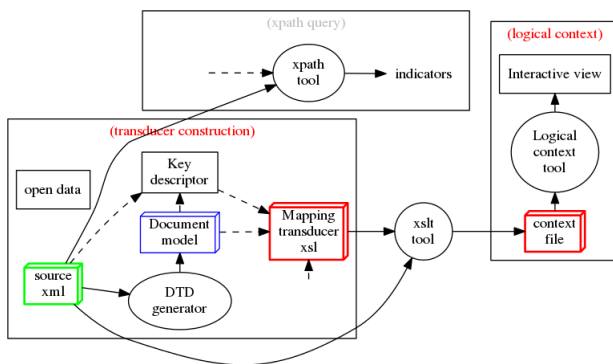 (xpath query)
xpath
tool
indicators
(logical context)
Interactive view
Logical
context
tool
context
file
(transducer construction)
open data
Key
descriptor
Document
model
Mapping
transducer
xsl
xslt
tool
source
xml
DTD
generator